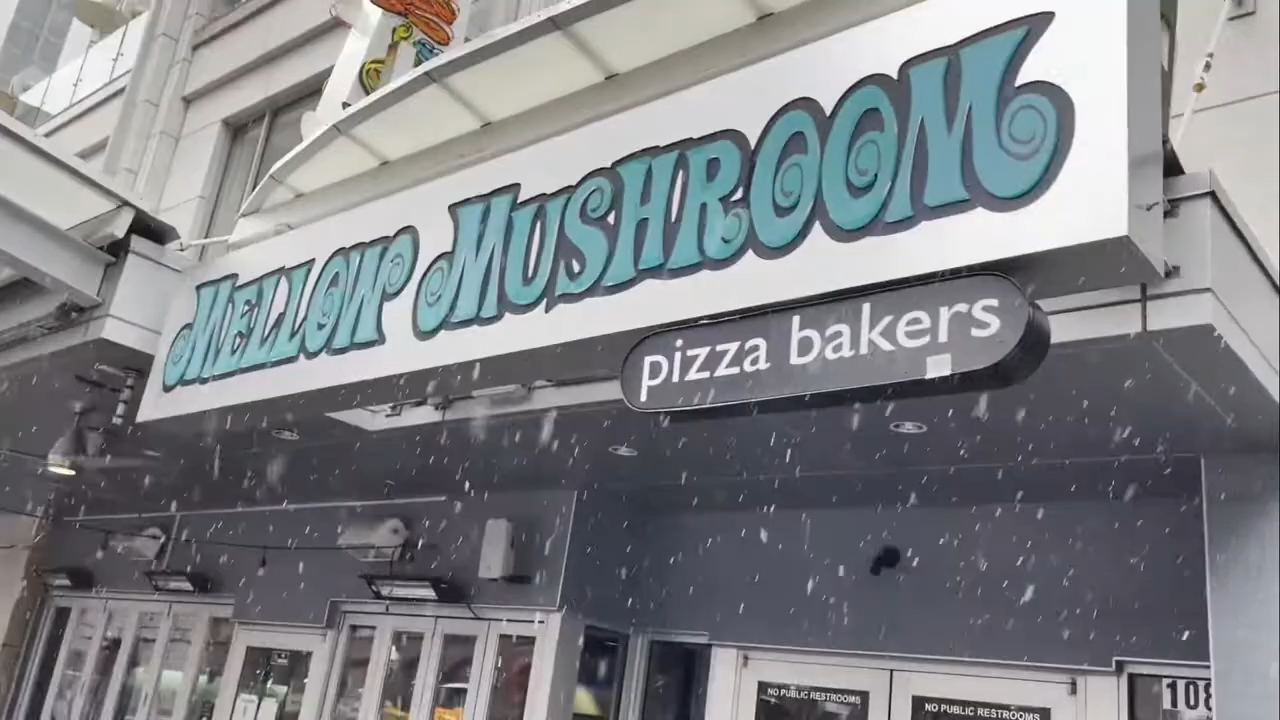 MELLOW MUSHROOM
pizza bakers
NO PUBLIC RESTROOMS
NO PUBLIC RESTROOMS
108